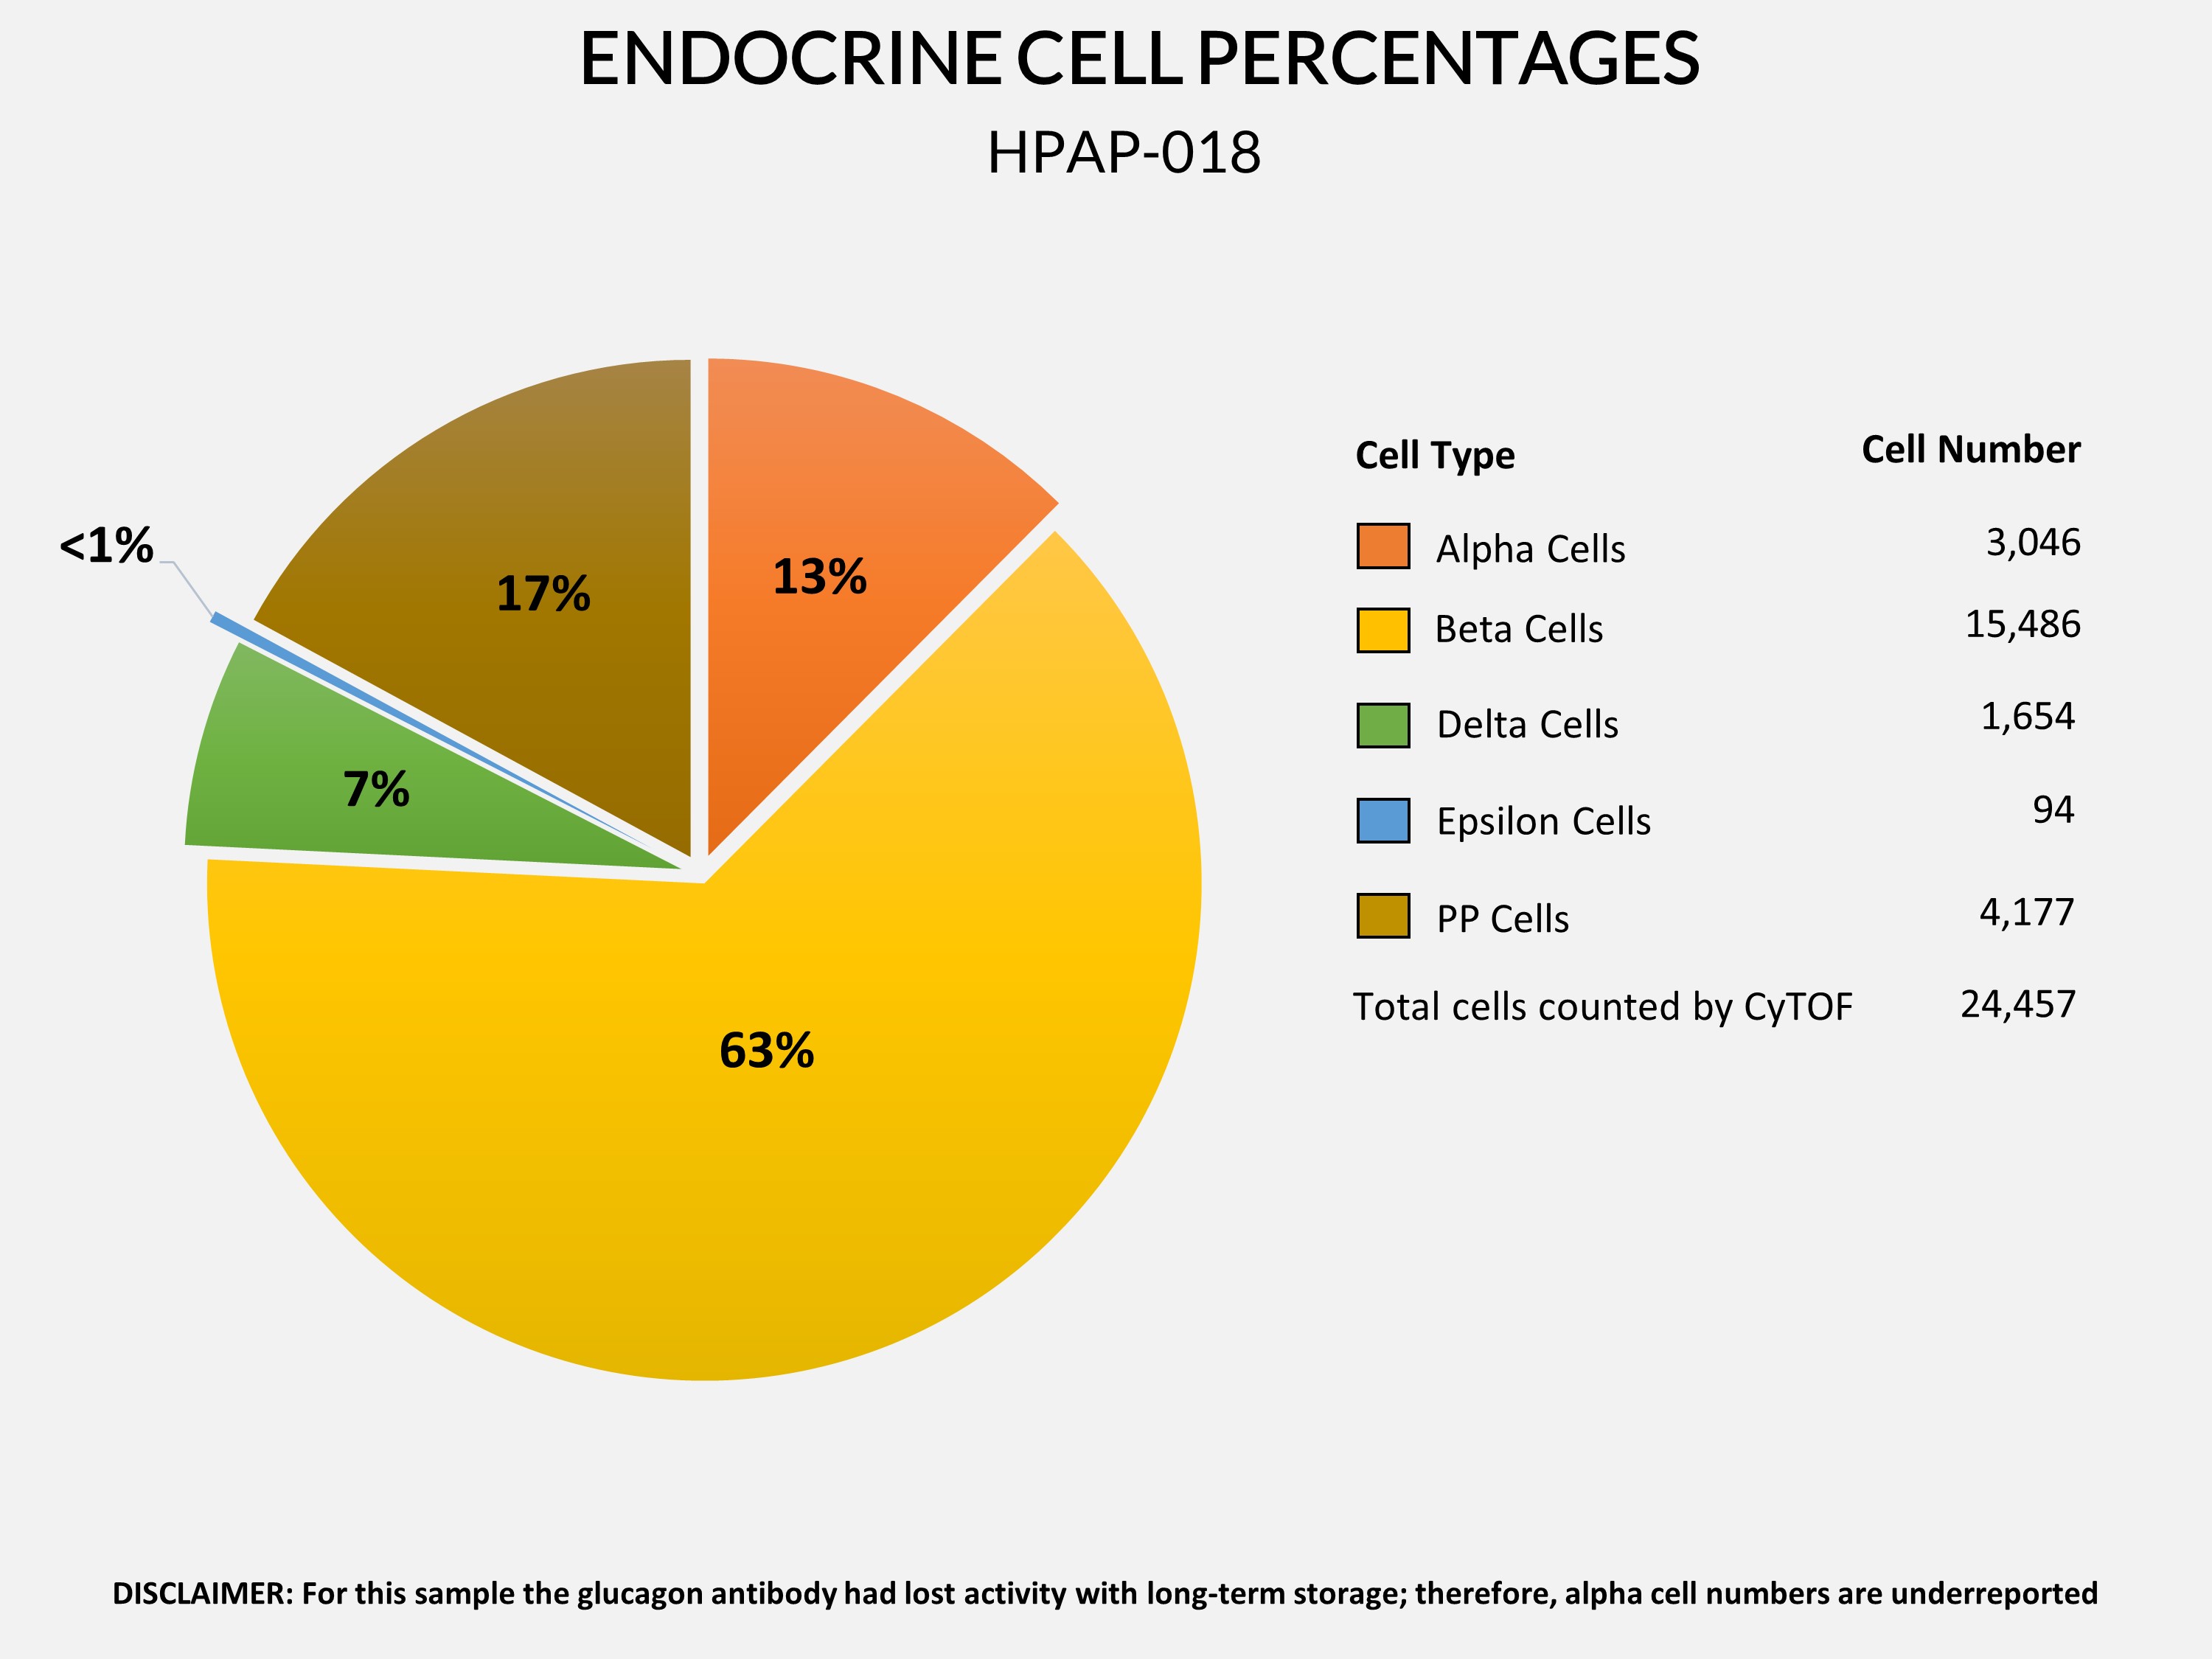 ENDOCRINE CELL PERCENTAGES
HPAP-018
<1%
17%
13%
7%
63%
Cell Type Cell Number
Alpha Cells 3,046
Beta Cells 15,486
Delta Cells 1,654
Epsilon Cells 94
PP Cells 4,177
Total cells counted by CyTOF 24,457
DISCLAIMER: For this sample the glucagon antibody had lost activity with long-term storage; therefore, alpha cell numbers are underreported